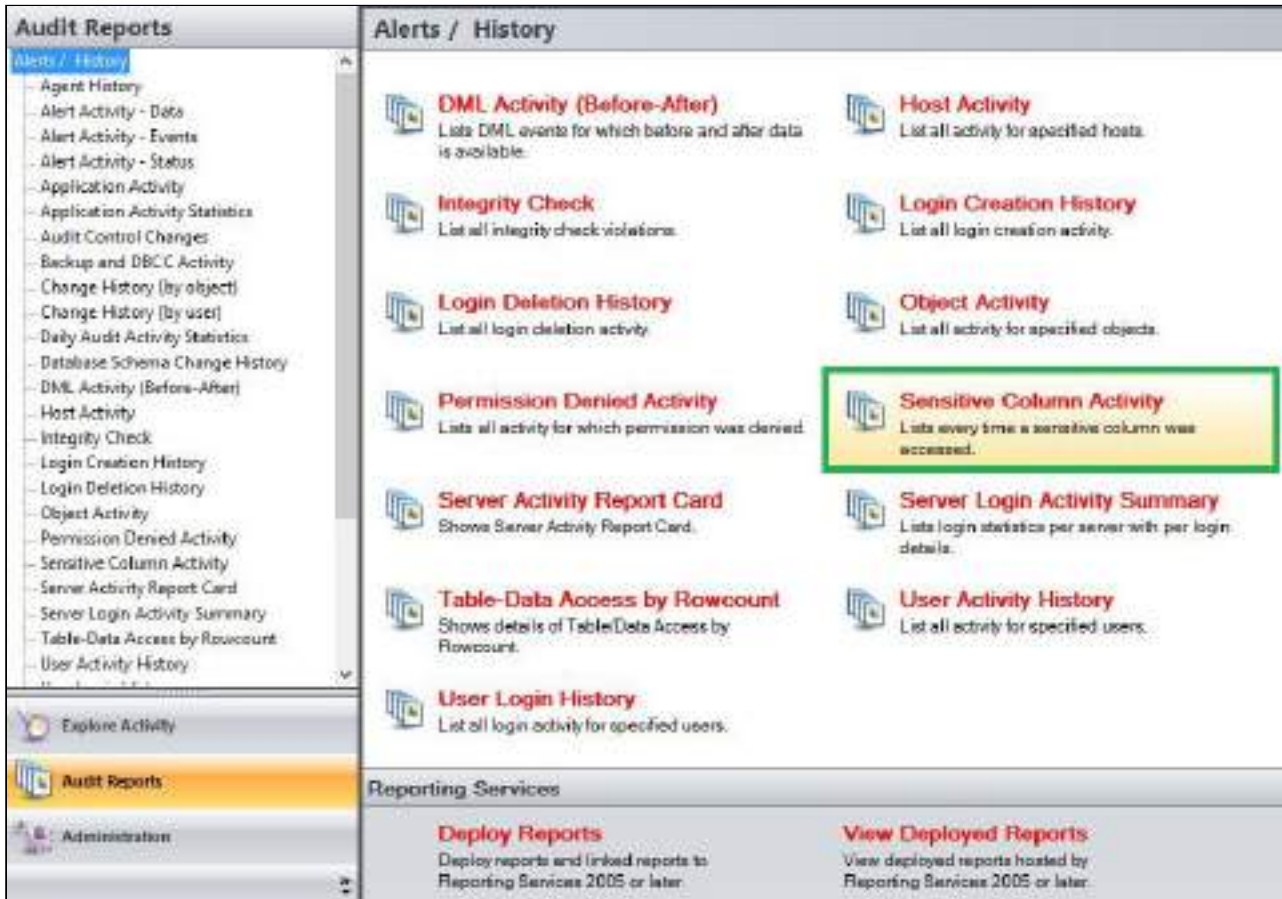 Audit Reports
Alerts / History
Agent History
Alert Activity - Data
Alert Activity - Events
Alert Activity - Status
Application Activity
Application Activity Statistics
Audit Control Changes
Backup and DBCC Activity
Change History (by object)
Change History (by user)
Daily Audit Activity Statistics
Database Schema Change History
DML Activity (Before-After)
Host Activity
Integrity Check
Login Creation History
Login Deletion History
Object Activity
Permission Denied Activity
Sensitive Column Activity
Server Activity Report Card
Server Login Activity Summary
Table-Data Access by Rowcount
User Activity History
Explore Activity
Audit Reports
Administration
Alerts / History
DML Activity (Before-After)
Lists DML events for which before and after data
is available.
Host Activity
List all activity for specified hosts.
Integrity Check
List all integrity check violations.
Login Creation History
List all login creation activity.
Login Deletion History
List all login deletion activity.
Object Activity
List all activity for specified objects.
Permission Denied Activity
Lists all activity for which permission was denied.
Sensitive Column Activity
Lists every time a sensitive column was
accessed.
Server Activity Report Card
Shows Server Activity Report Card.
Server Login Activity Summary
Lists login statistics per server with per login
details.
Table-Data Access by Rowcount
Shows details of Table/Data Access by
Rowcount.
User Activity History
List all activity for specified users.
User Login History
List all login activity for specified users.
Reporting Services
Deploy Reports
Deploy reports and linked reports to
Reporting Services 2005 or later
View Deployed Reports
View deployed reports hosted by
Reporting Services 2005 or later